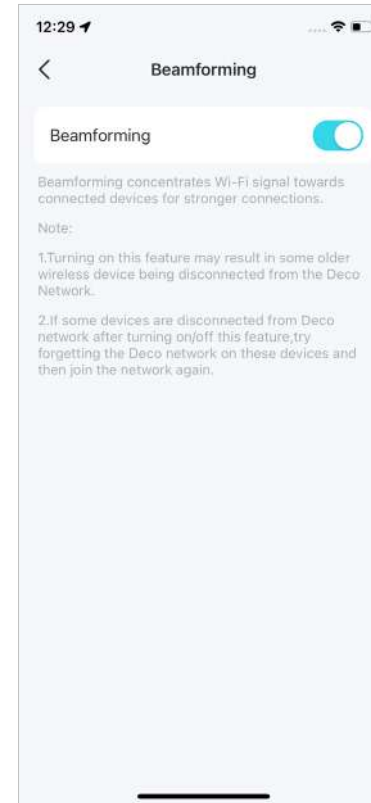 12:29
Beamforming
Beamforming
Beamforming concentrates Wi-Fi signal towards
connected devices for stronger connections.
Note:
1.Turning on this feature may result in some older
wireless device being disconnected from the Deco
Network.
2.If some devices are disconnected from Deco
network after turning on/off this feature,try
forgetting the Deco network on these devices and
then join the network again.